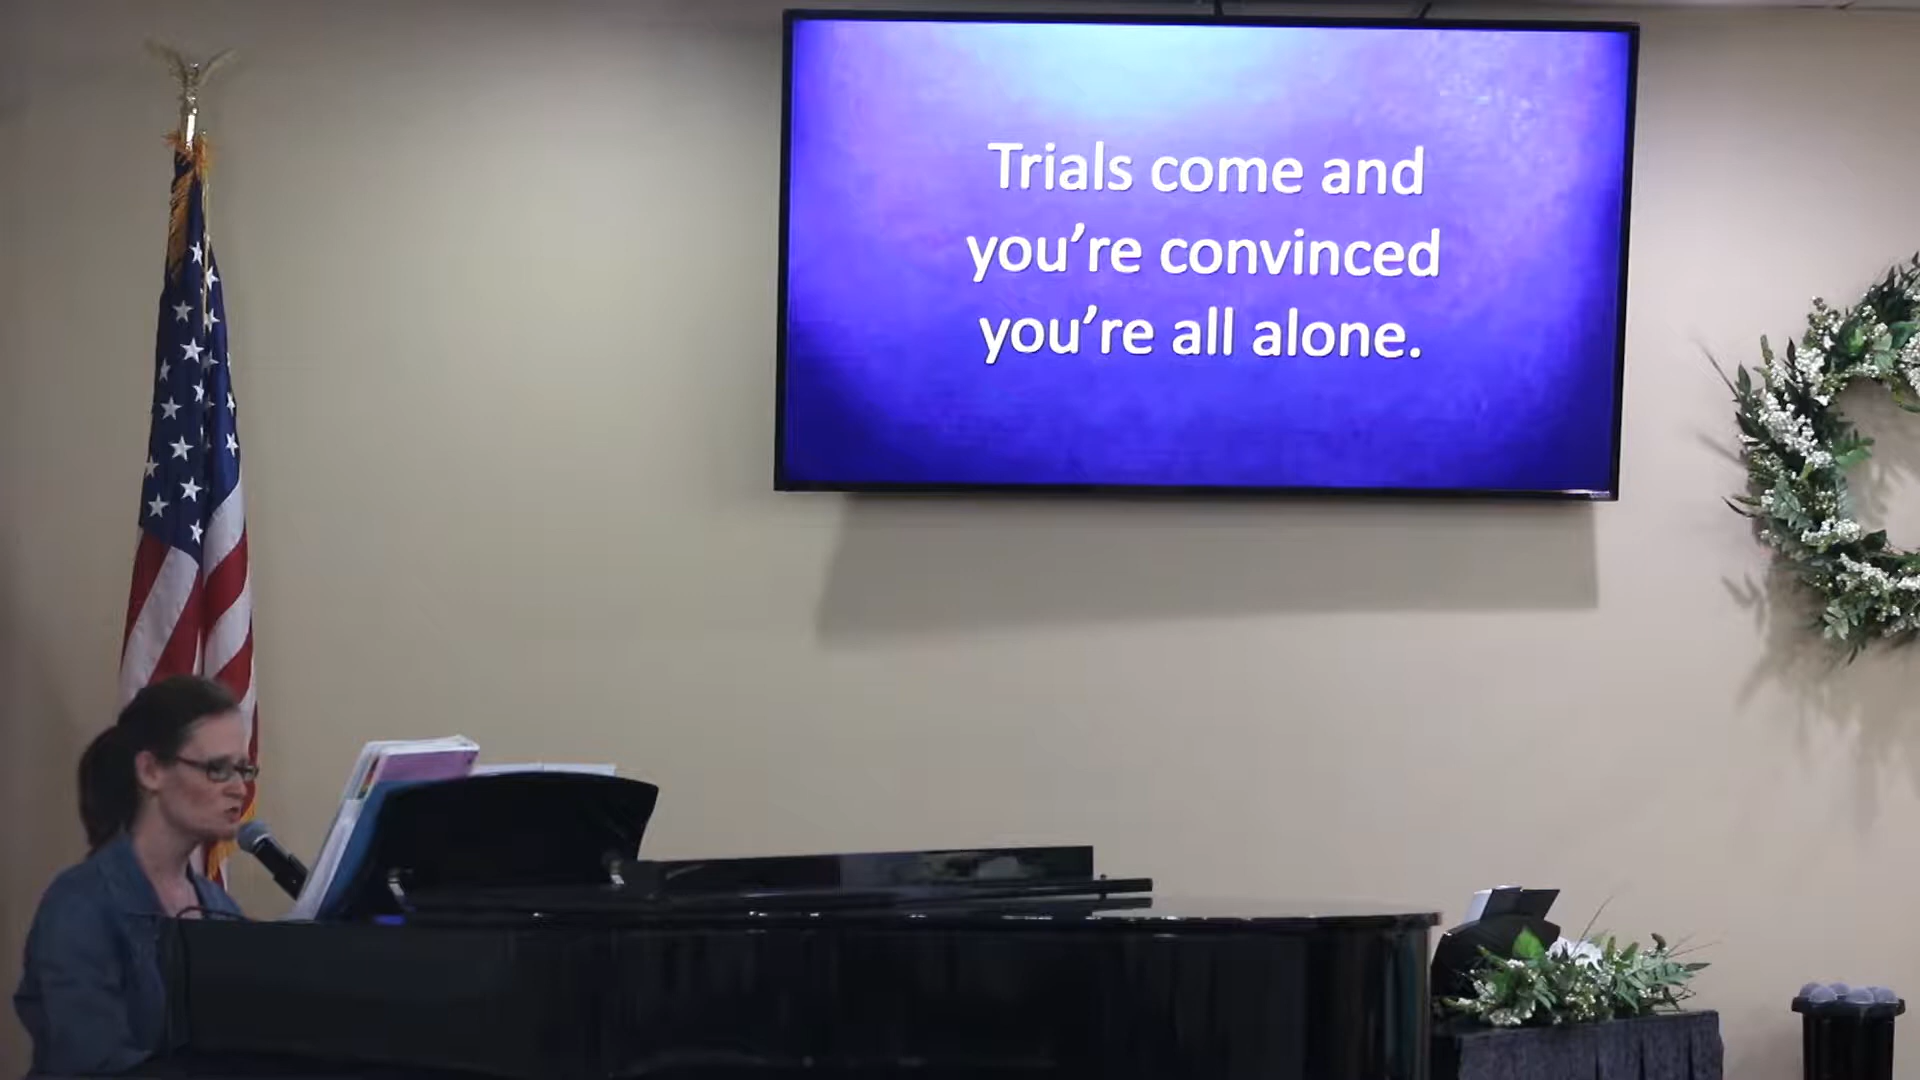 Trials come and
you’re convinced
you’re all alone.